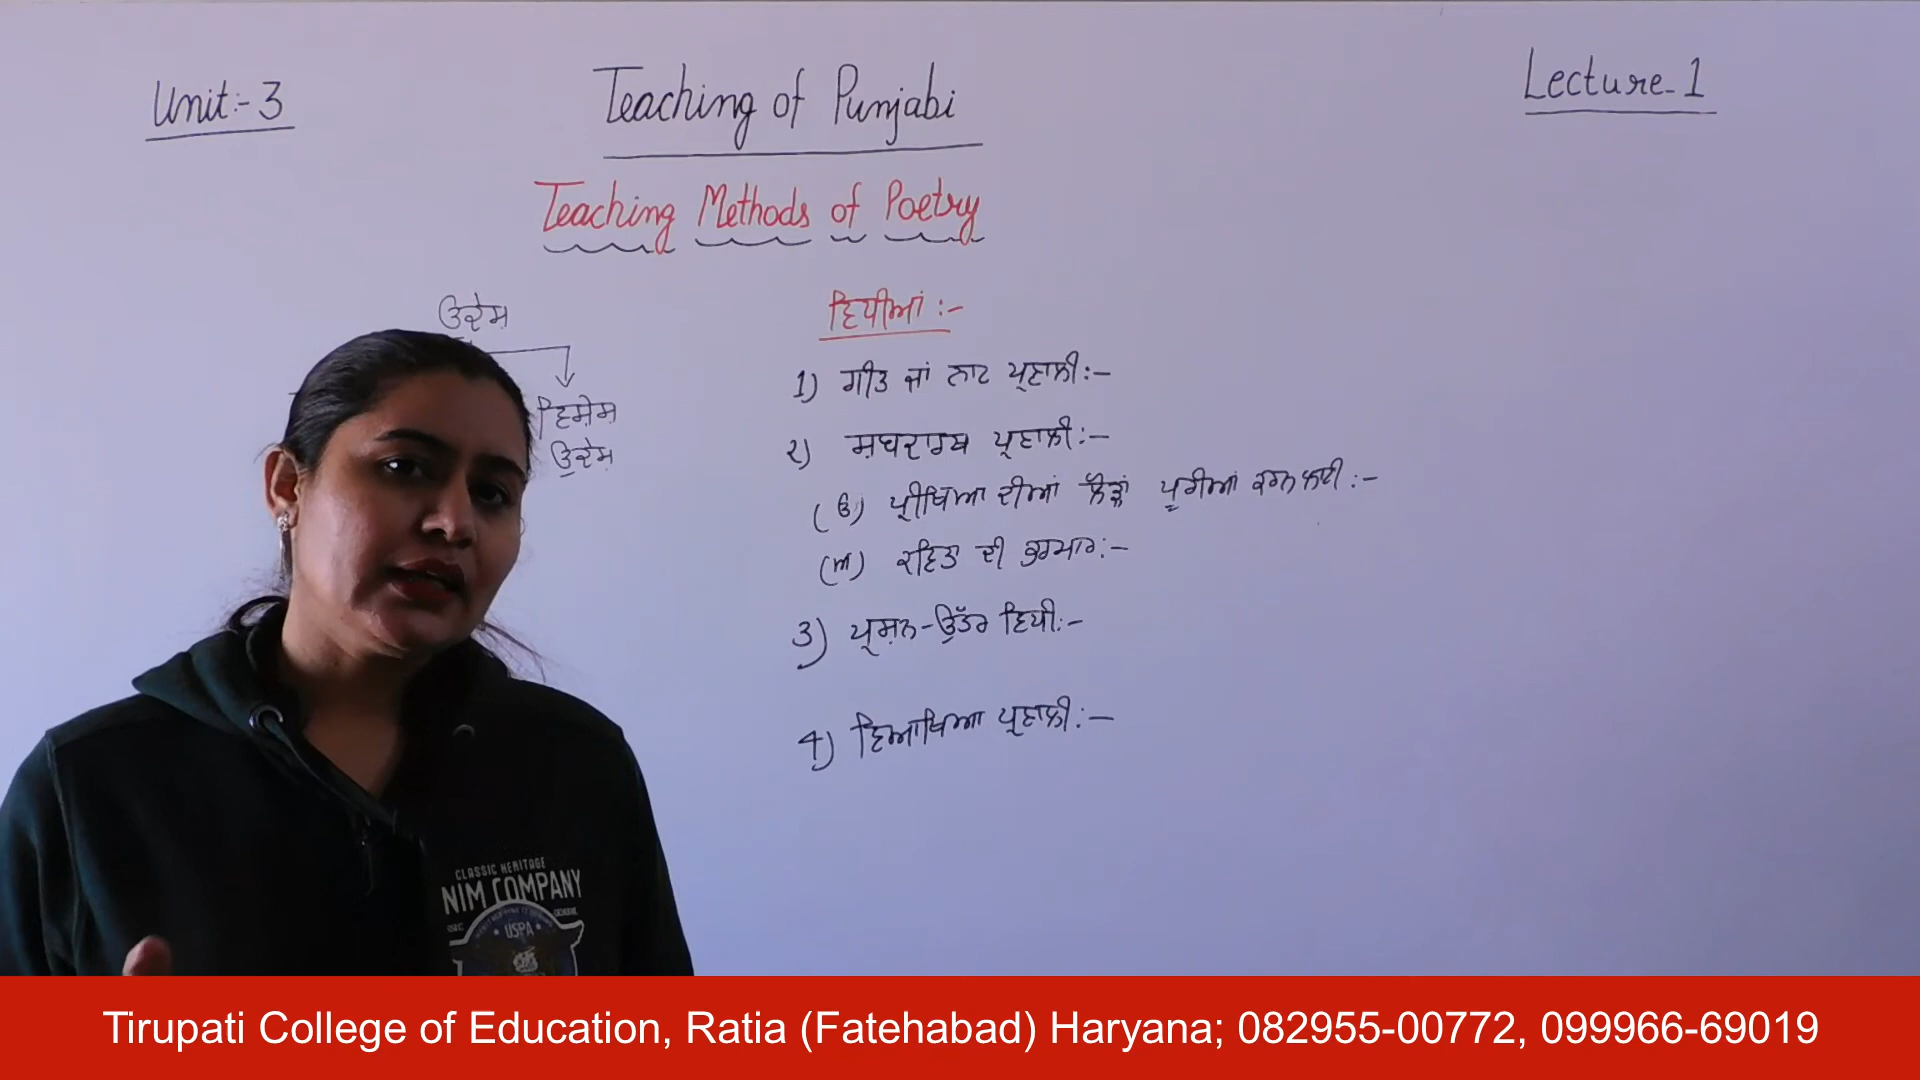 Unit:- 3
Teaching of Punjabi
Lecture-1
Teaching Methods of Poetry
ਉਦੇਸ਼
ਵਿਸ਼ੇਸ਼
ਉਦੇਸ਼
ਵਿਧੀਆਂ :-
1) ਗੀਤ ਜਾਂ ਨਾਟ ਪ੍ਰਣਾਲੀ:-
2) ਸ਼ਬਦਾਰਥ ਪ੍ਰਣਾਲੀ:-
(ੳ) ਪ੍ਰੀਖਿਆ ਦੀਆਂ ਲੋੜਾਂ ਪੂਰੀਆਂ ਕਰਨ ਲਈ :-
(ਅ) ਕਵਿਤਾ ਦੀ ਭਰਮਾਰ:-
3) ਪ੍ਰਸ਼ਨ-ਉੱਤਰ ਵਿਧੀ:-
4) ਵਿਆਖਿਆ ਪ੍ਰਣਾਲੀ:-
CLASSIC HERITAGE
NIM COMPANY
USPA
Tirupati College of Education, Ratia (Fatehabad) Haryana; 082955-00772, 099966-69019